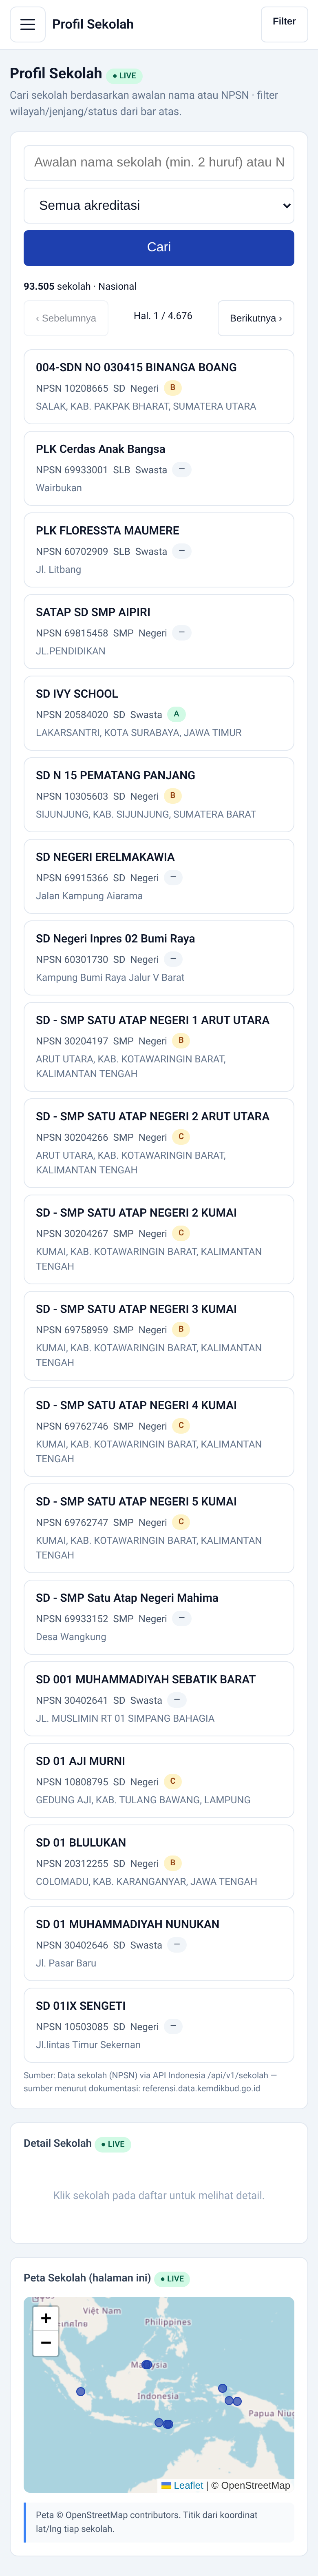 Profil Sekolah
Filter
Profil Sekolah ● LIVE
Cari sekolah berdasarkan awalan nama atau NPSN · filter
wilayah/jenjang/status dari bar atas.
Awalan nama sekolah (min. 2 huruf) atau N
Semua akreditasi
Cari
93.505 sekolah · Nasional
‹ Sebelumnya
Hal. 1 / 4.676
Berikutnya ›
004-SDN NO 030415 BINANGA BOANG
NPSN 10208665 SD Negeri B
SALAK, KAB. PAKPAK BHARAT, SUMATERA UTARA
PLK Cerdas Anak Bangsa
NPSN 69933001 SLB Swasta —
Wairbukan
PLK FLORESSTA MAUMERE
NPSN 60702909 SLB Swasta —
Jl. Litbang
SATAP SD SMP AIPIRI
NPSN 69815458 SMP Negeri —
JL.PENDIDIKAN
SD IVY SCHOOL
NPSN 20584020 SD Swasta A
LAKARSANTRI, KOTA SURABAYA, JAWA TIMUR
SD N 15 PEMATANG PANJANG
NPSN 10305603 SD Negeri B
SIJUNJUNG, KAB. SIJUNJUNG, SUMATERA BARAT
SD NEGERI ERELMAKAWIA
NPSN 69915366 SD Negeri —
Jalan Kampung Aiarama
SD Negeri Inpres 02 Bumi Raya
NPSN 60301730 SD Negeri —
Kampung Bumi Raya Jalur V Barat
SD - SMP SATU ATAP NEGERI 1 ARUT UTARA
NPSN 30204197 SMP Negeri B
ARUT UTARA, KAB. KOTAWARINGIN BARAT,
KALIMANTAN TENGAH
SD - SMP SATU ATAP NEGERI 2 ARUT UTARA
NPSN 30204266 SMP Negeri C
ARUT UTARA, KAB. KOTAWARINGIN BARAT,
KALIMANTAN TENGAH
SD - SMP SATU ATAP NEGERI 2 KUMAI
NPSN 30204267 SMP Negeri C
KUMAI, KAB. KOTAWARINGIN BARAT, KALIMANTAN
TENGAH
SD - SMP SATU ATAP NEGERI 3 KUMAI
NPSN 69758959 SMP Negeri B
KUMAI, KAB. KOTAWARINGIN BARAT, KALIMANTAN
TENGAH
SD - SMP SATU ATAP NEGERI 4 KUMAI
NPSN 69762746 SMP Negeri C
KUMAI, KAB. KOTAWARINGIN BARAT, KALIMANTAN
TENGAH
SD - SMP SATU ATAP NEGERI 5 KUMAI
NPSN 69762747 SMP Negeri C
KUMAI, KAB. KOTAWARINGIN BARAT, KALIMANTAN
TENGAH
SD - SMP Satu Atap Negeri Mahima
NPSN 69933152 SMP Negeri —
Desa Wangkung
SD 001 MUHAMMADIYAH SEBATIK BARAT
NPSN 30402641 SD Swasta —
JL. MUSLIMIN RT 01 SIMPANG BAHAGIA
SD 01 AJI MURNI
NPSN 10808795 SD Negeri C
GEDUNG AJI, KAB. TULANG BAWANG, LAMPUNG
SD 01 BLULUKAN
NPSN 20312255 SD Negeri B
COLOMADU, KAB. KARANGANYAR, JAWA TENGAH
SD 01 MUHAMMADIYAH NUNUKAN
NPSN 30402646 SD Swasta —
Jl. Pasar Baru
SD 01IX SENGETI
NPSN 10503085 SD Negeri —
Jl.lintas Timur Sekernan
Sumber: Data sekolah (NPSN) via API Indonesia /api/v1/sekolah —
sumber menurut dokumentasi: referensi.data.kemdikbud.go.id
Detail Sekolah ● LIVE
Klik sekolah pada daftar untuk melihat detail.
Peta Sekolah (halaman ini) ● LIVE
+
−
Việt Nam
Philippines
Indonesia
Leaflet | © OpenStreetMap
Peta © OpenStreetMap contributors. Titik dari koordinat
lat/lng tiap sekolah.